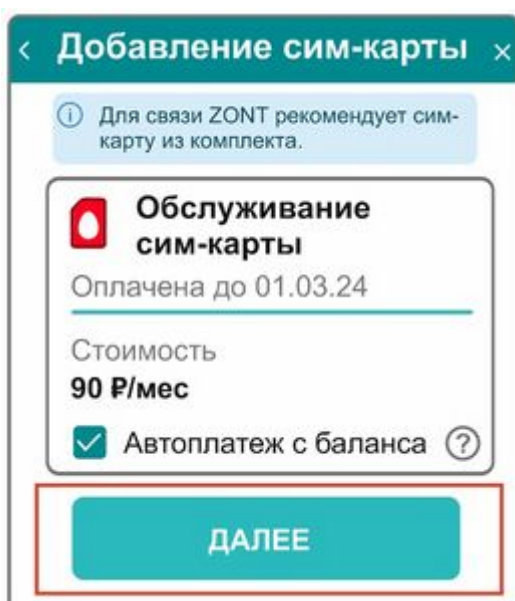 Добавление сим-карты
Для связи ZONT рекомендует сим-
карту из комплекта.
Обслуживание
сим-карты
Оплачена до 01.03.24
Стоимость
90 ₽/мес
Автоплатеж с баланса
ДАЛЕЕ